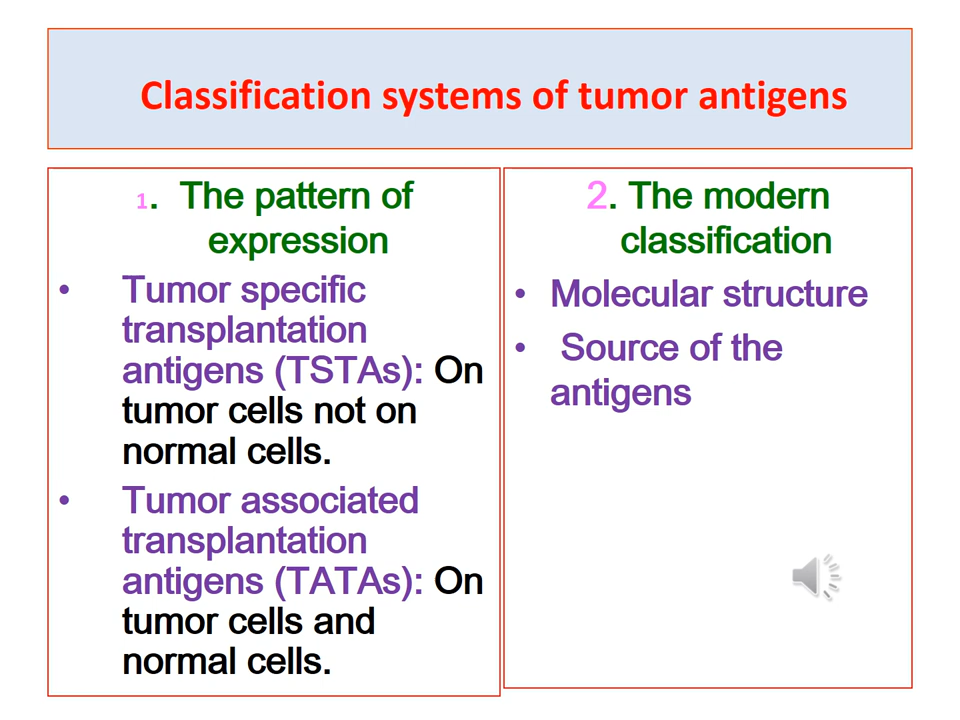 Classification systems of tumor antigens
1. The pattern of
expression
• Tumor specific
transplantation
antigens (TSTAs): On
tumor cells not on
normal cells.
• Tumor associated
transplantation
antigens (TATAs): On
tumor cells and
normal cells.
2. The modern
classification
• Molecular structure
• Source of the
antigens